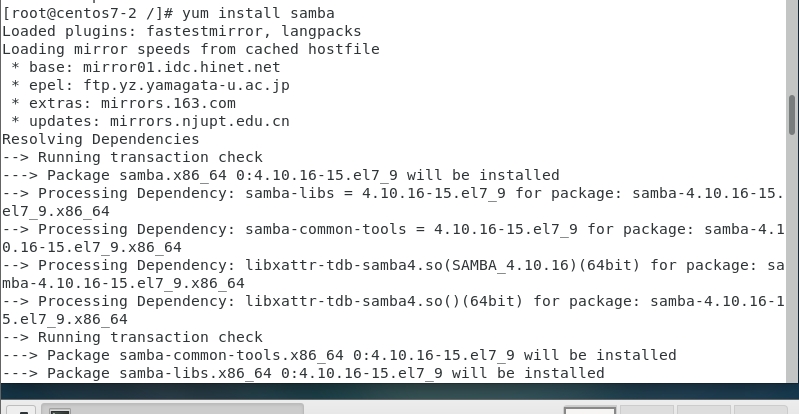 [root@centos7-2 /]# yum install samba
Loaded plugins: fastestmirror, langpacks
Loading mirror speeds from cached hostfile
 * base: mirror01.idc.hinet.net
 * epel: ftp.yz.yamagata-u.ac.jp
 * extras: mirrors.163.com
 * updates: mirrors.njupt.edu.cn
Resolving Dependencies
--> Running transaction check
---> Package samba.x86_64 0:4.10.16-15.el7_9 will be installed
--> Processing Dependency: samba-libs = 4.10.16-15.el7_9 for package: samba-4.10.16-15.
el7_9.x86_64
--> Processing Dependency: samba-common-tools = 4.10.16-15.el7_9 for package: samba-4.1
0.16-15.el7_9.x86_64
--> Processing Dependency: libxattr-tdb-samba4.so(SAMBA_4.10.16)(64bit) for package: sa
mba-4.10.16-15.el7_9.x86_64
--> Processing Dependency: libxattr-tdb-samba4.so()(64bit) for package: samba-4.10.16-1
5.el7_9.x86_64
--> Running transaction check
---> Package samba-common-tools.x86_64 0:4.10.16-15.el7_9 will be installed
---> Package samba-libs.x86_64 0:4.10.16-15.el7_9 will be installed